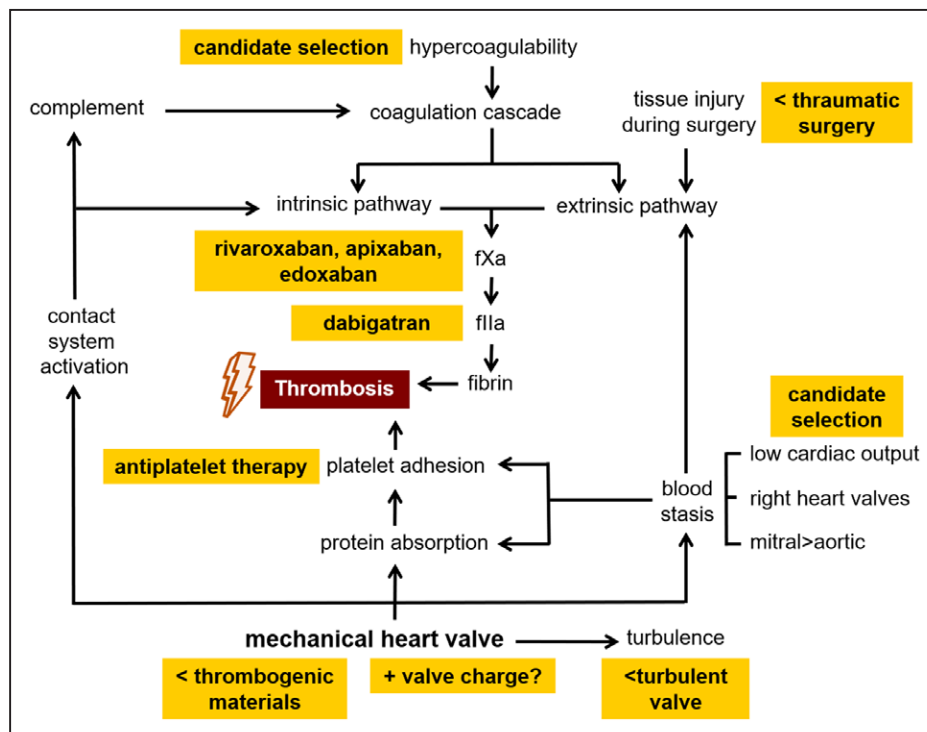 candidate selection hypercoagulability
complement
coagulation cascade
tissue injury
during surgery
< thraumatic
surgery
intrinsic pathway
extrinsic pathway
rivaroxaban, apixaban,
edoxaban
fXa
dabigatran
fIIa
contact
system
activation
Thrombosis
fibrin
candidate
selection
antiplatelet therapy
platelet adhesion
low cardiac output
blood
stasis
right heart valves
protein absorption
mitral>aortic
mechanical heart valve
turbulence
< thrombogenic
materials
+ valve charge?
<turbulent
valve